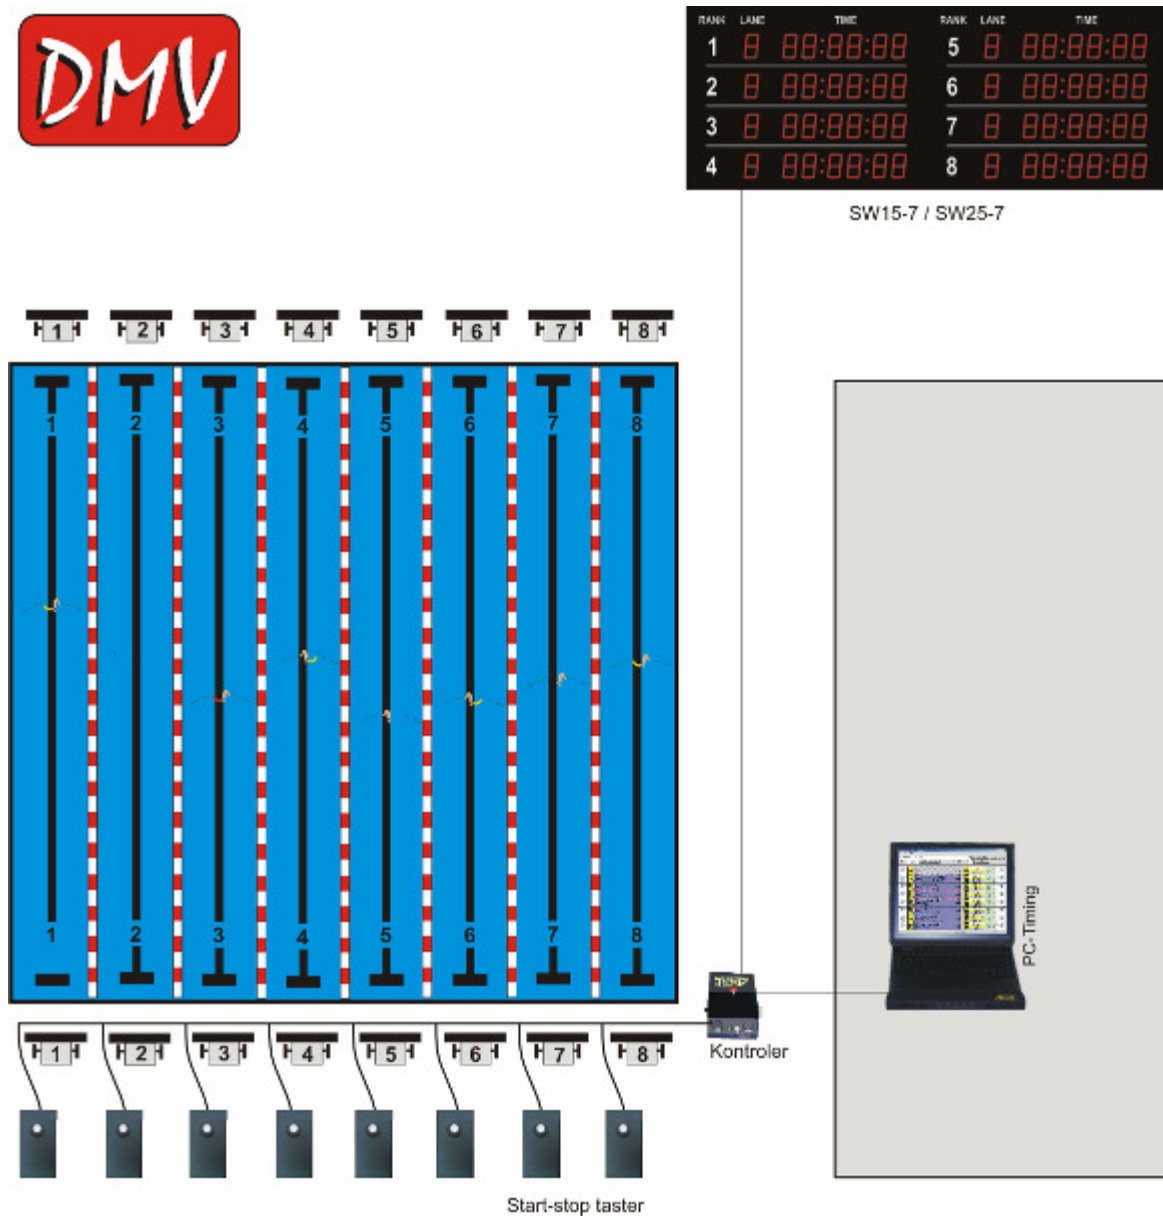 DMV
RANK LANE TIME RANK LANE TIME
1 8 88:88:88 5 8 88:88:88
2 8 88:88:88 6 8 88:88:88
3 8 88:88:88 7 8 88:88:88
4 8 88:88:88 8 8 88:88:88
SW15-7 / SW25-7
1 2 3 4 5 6 7 8
1 2 3 4 5 6 7 8
1 2 3 4 5 6 7 8
PC-Timing
DMV
Kontroler
1 2 3 4 5 6 7 8
Start-stop taster